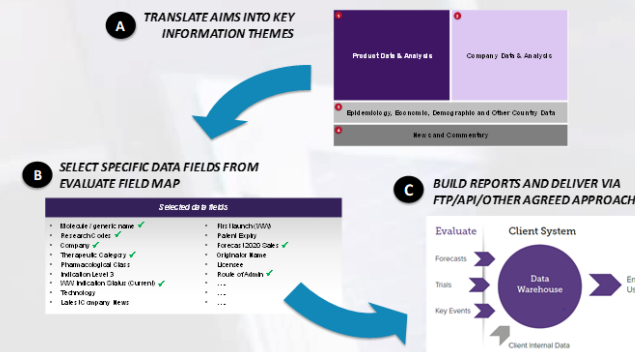 A
TRANSLATE AIMS INTO KEY
INFORMATION THEMES
Product Data & Analysis
Company Data & Analysis
Epidemiology, Economic, Demographic and Other Country Data
News and Commentary
B
SELECT SPECIFIC DATA FIELDS FROM
EVALUATE FIELD MAP
Selected data fields
• Molecule / generic name ✓
• Research Codes ✓
• Company ✓
• Therapeutic Category ✓
• Pharmacological Class
• Indication Level 3
• WW Indication Status (Current) ✓
• Technology
• Latest Company News
• First launch (WW)
• Patent Expiry
• Forecast 2020 Sales ✓
• Originator Name
• Licensee
• Route of Admin ✓
• ....
• ....
C
BUILD REPORTS AND DELIVER VIA
FTP/API/OTHER AGREED APPROACH
Evaluate
Client System
Forecasts
Trials
Key Events
Data
Warehouse
Client Internal Data